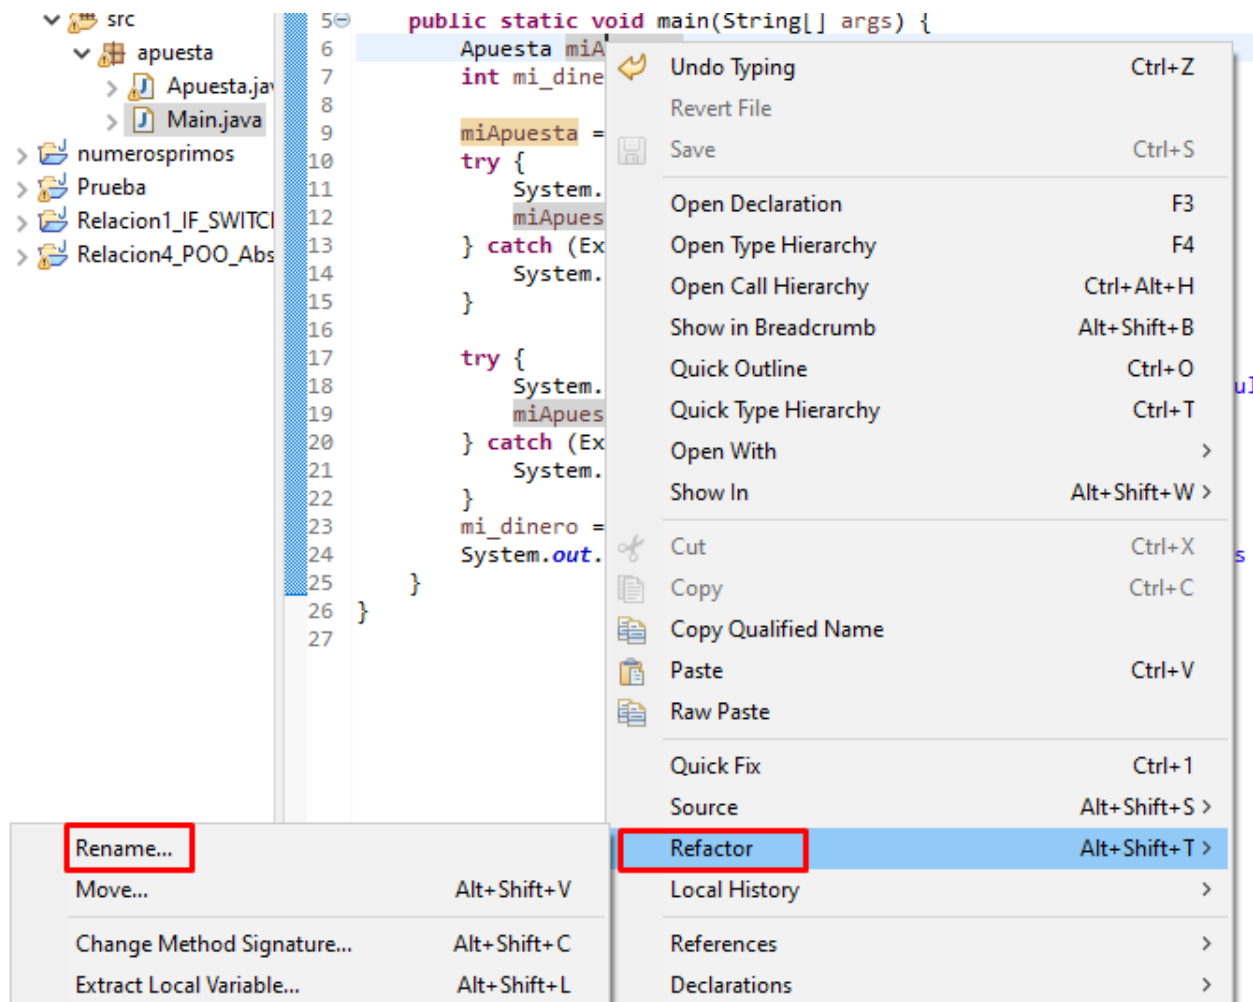 src
apuesta
Apuesta.jav
Main.java
numerosprimos
Prueba
Relacion1_IF_SWITCH
Relacion4_POO_Abs
5 public static void main(String[] args) {
6 Apuesta miA
7 int mi_dine
8
9 miApuesta =
10 try {
11 System.
12 miApues
13 } catch (Ex
14 System.
15 }
16
17 try {
18 System.
19 miApues
20 } catch (Ex
21 System.
22 }
23 mi_dinero =
24 System.out.
25 }
26 }
27
ul
s
Undo Typing Ctrl+Z
Revert File
Save Ctrl+S
Open Declaration F3
Open Type Hierarchy F4
Open Call Hierarchy Ctrl+Alt+H
Show in Breadcrumb Alt+Shift+B
Quick Outline Ctrl+O
Quick Type Hierarchy Ctrl+T
Open With >
Show In Alt+Shift+W >
Cut Ctrl+X
Copy Ctrl+C
Copy Qualified Name
Paste Ctrl+V
Raw Paste
Quick Fix Ctrl+1
Source Alt+Shift+S >
Refactor Alt+Shift+T >
Local History >
References >
Declarations >
Rename...
Move... Alt+Shift+V
Change Method Signature... Alt+Shift+C
Extract Local Variable... Alt+Shift+L